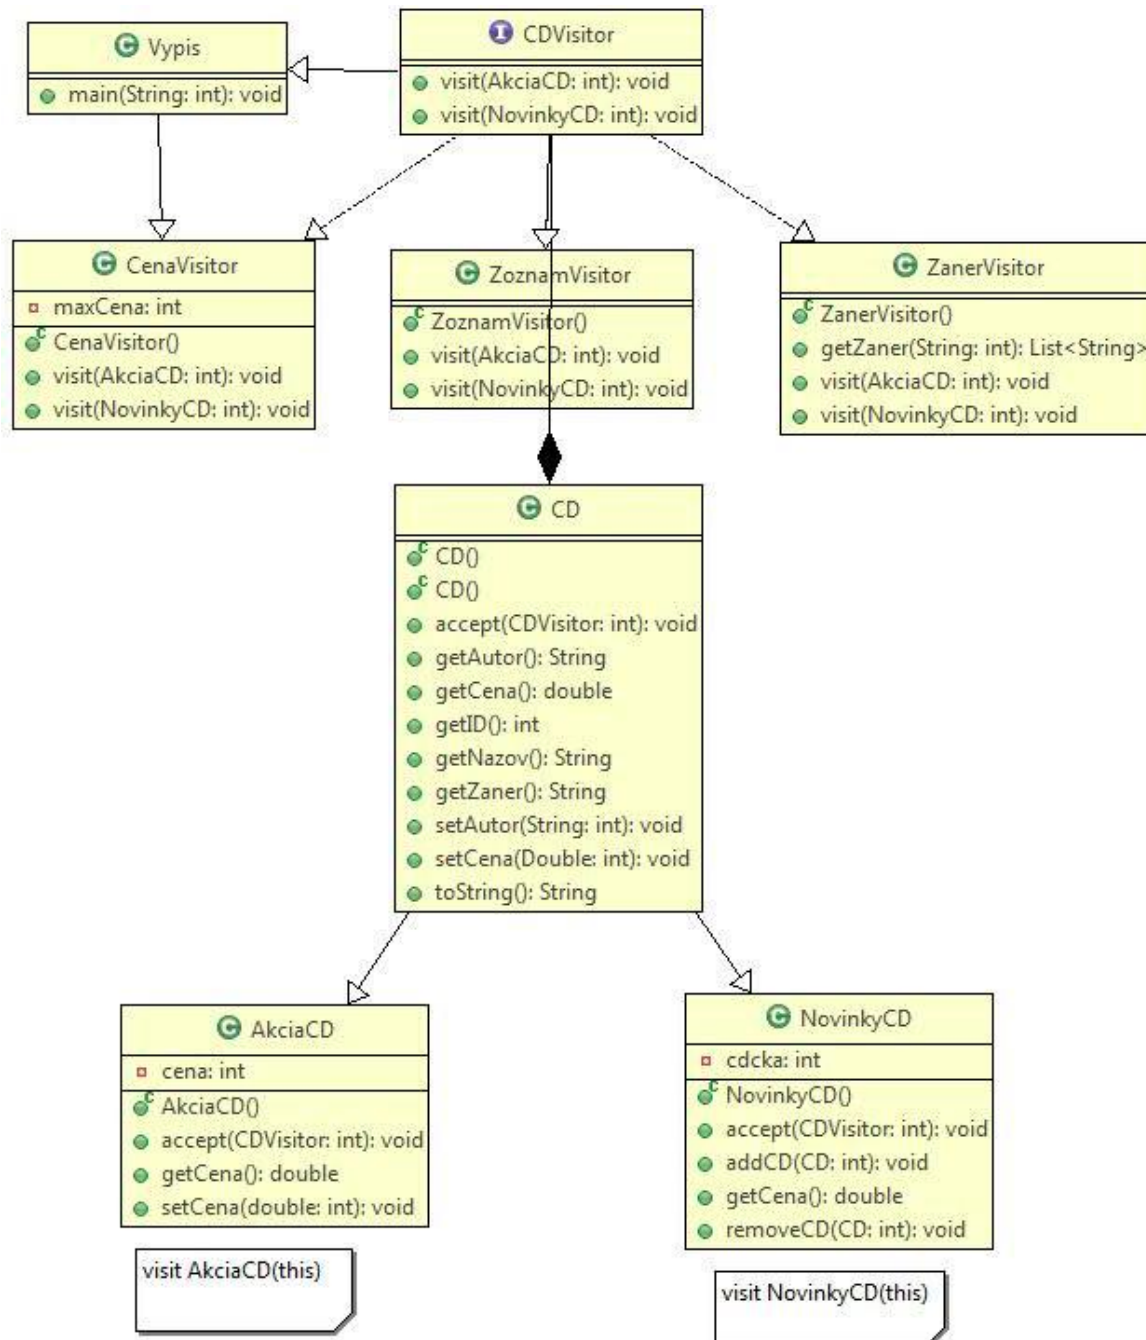 Vypis
main(String: int): void
CDVisitor
visit(AkciaCD: int): void
visit(NovinkyCD: int): void
CenaVisitor
maxCena: int
CenaVisitor()
visit(AkciaCD: int): void
visit(NovinkyCD: int): void
ZoznamVisitor
ZoznamVisitor()
visit(AkciaCD: int): void
visit(NovinkyCD: int): void
ZanerVisitor
ZanerVisitor()
getZaner(String: int): List<String>
visit(AkciaCD: int): void
visit(NovinkyCD: int): void
CD
CD()
CD()
accept(CDVisitor: int): void
getAutor(): String
getCena(): double
getID(): int
getNazov(): String
getZaner(): String
setAutor(String: int): void
setCena(Double: int): void
toString(): String
AkciaCD
cena: int
AkciaCD()
accept(CDVisitor: int): void
getCena(): double
setCena(double: int): void
visit AkciaCD(this)
NovinkyCD
cdcka: int
NovinkyCD()
accept(CDVisitor: int): void
addCD(CD: int): void
getCena(): double
removeCD(CD: int): void
visit NovinkyCD(this)